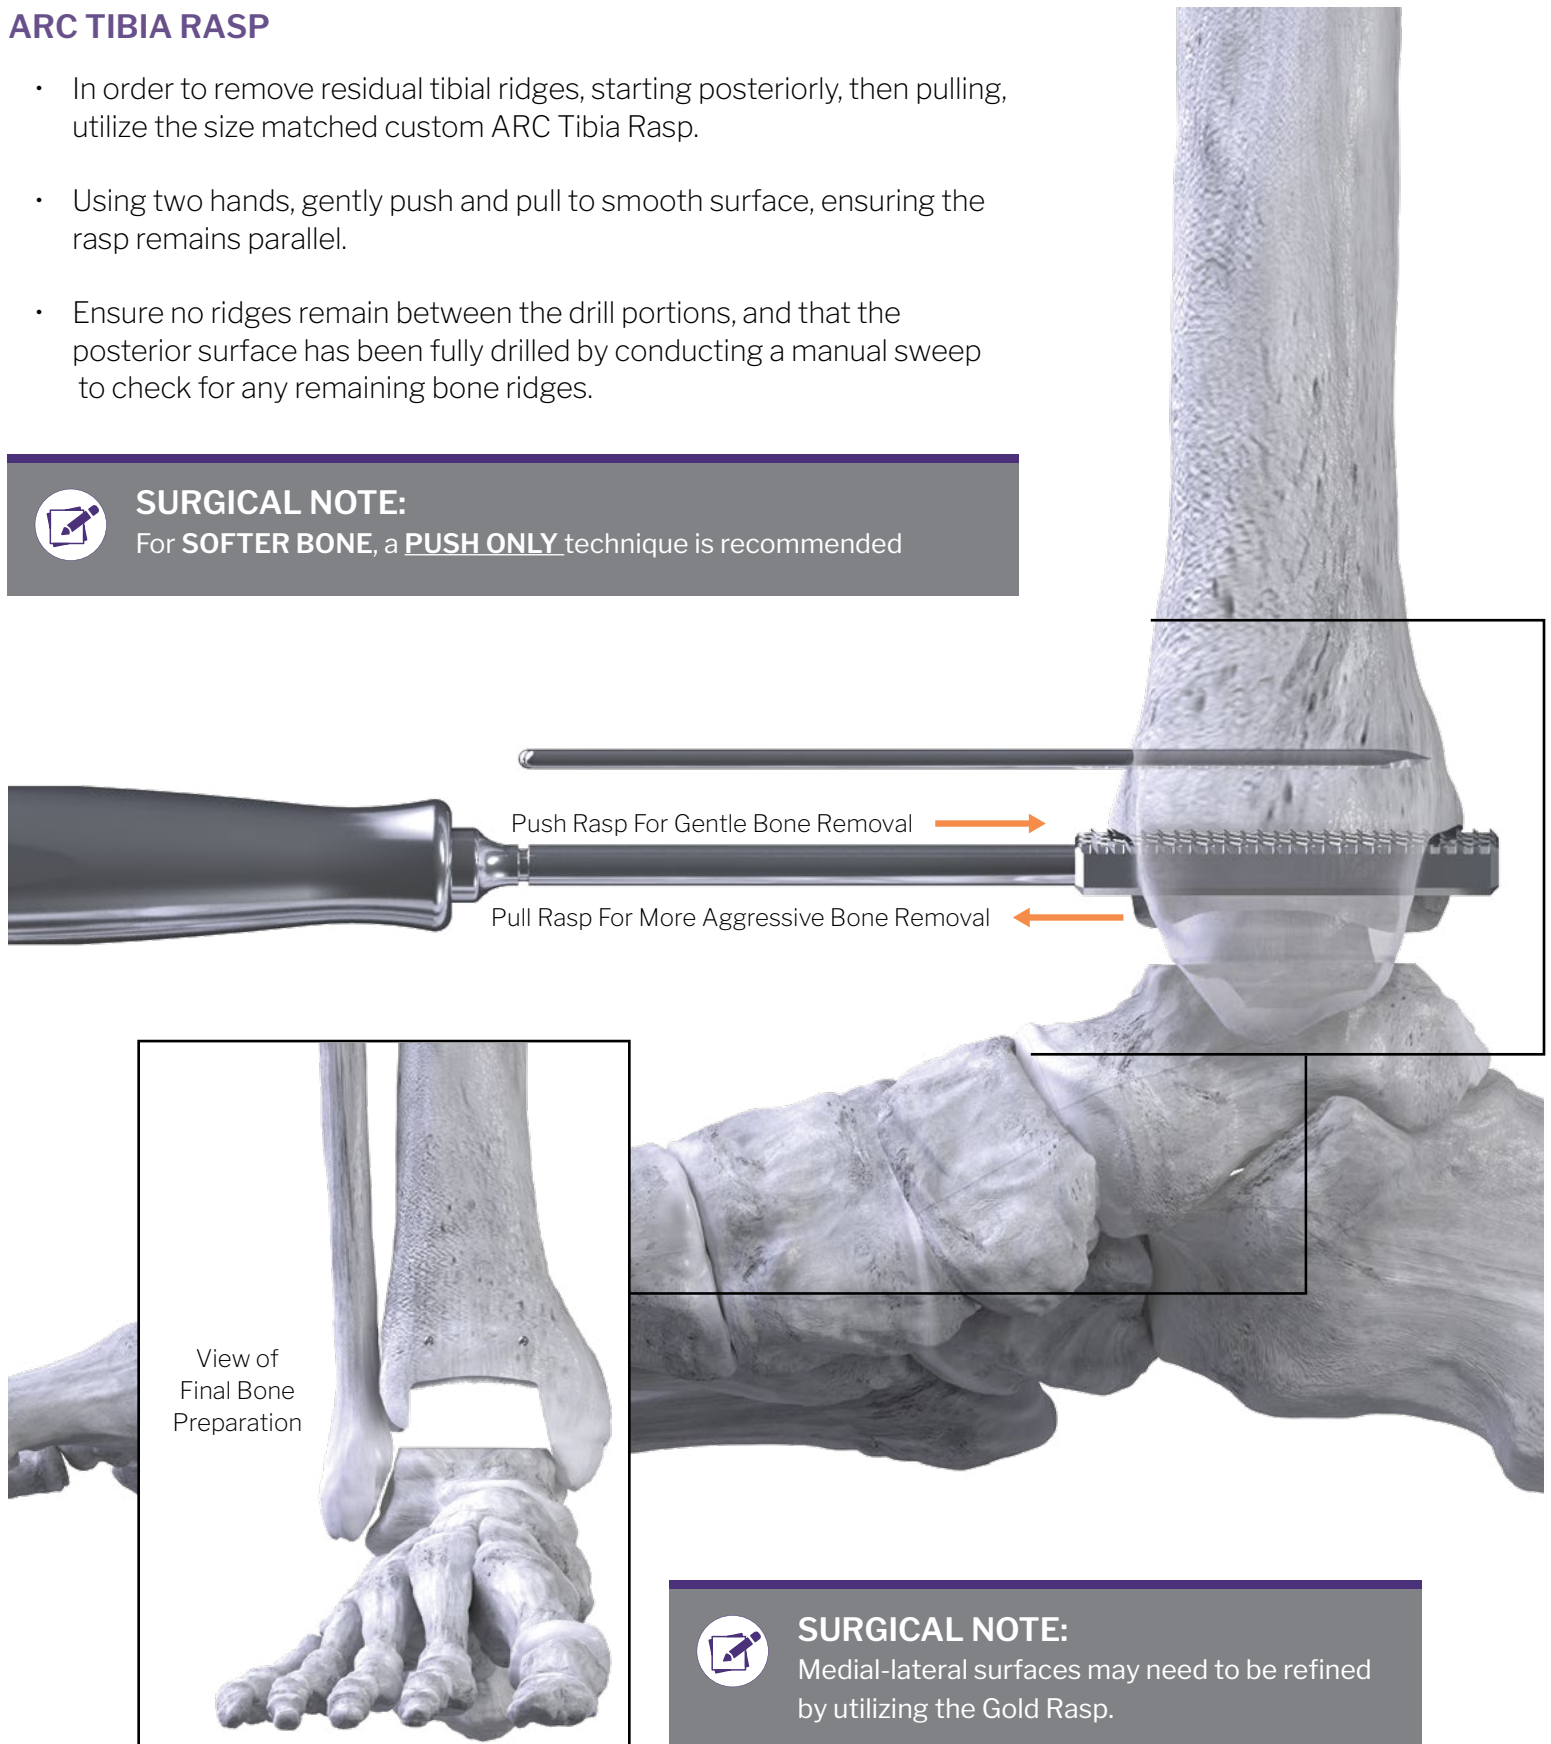 ARC TIBIA RASP
• In order to remove residual tibial ridges, starting posteriorly, then pulling,
utilize the size matched custom ARC Tibia Rasp.
• Using two hands, gently push and pull to smooth surface, ensuring the
rasp remains parallel.
• Ensure no ridges remain between the drill portions, and that the
posterior surface has been fully drilled by conducting a manual sweep
to check for any remaining bone ridges.
SURGICAL NOTE:
For SOFTER BONE, a PUSH ONLY technique is recommended
Push Rasp For Gentle Bone Removal
Pull Rasp For More Aggressive Bone Removal
View of
Final Bone
Preparation
SURGICAL NOTE:
Medial-lateral surfaces may need to be refined
by utilizing the Gold Rasp.